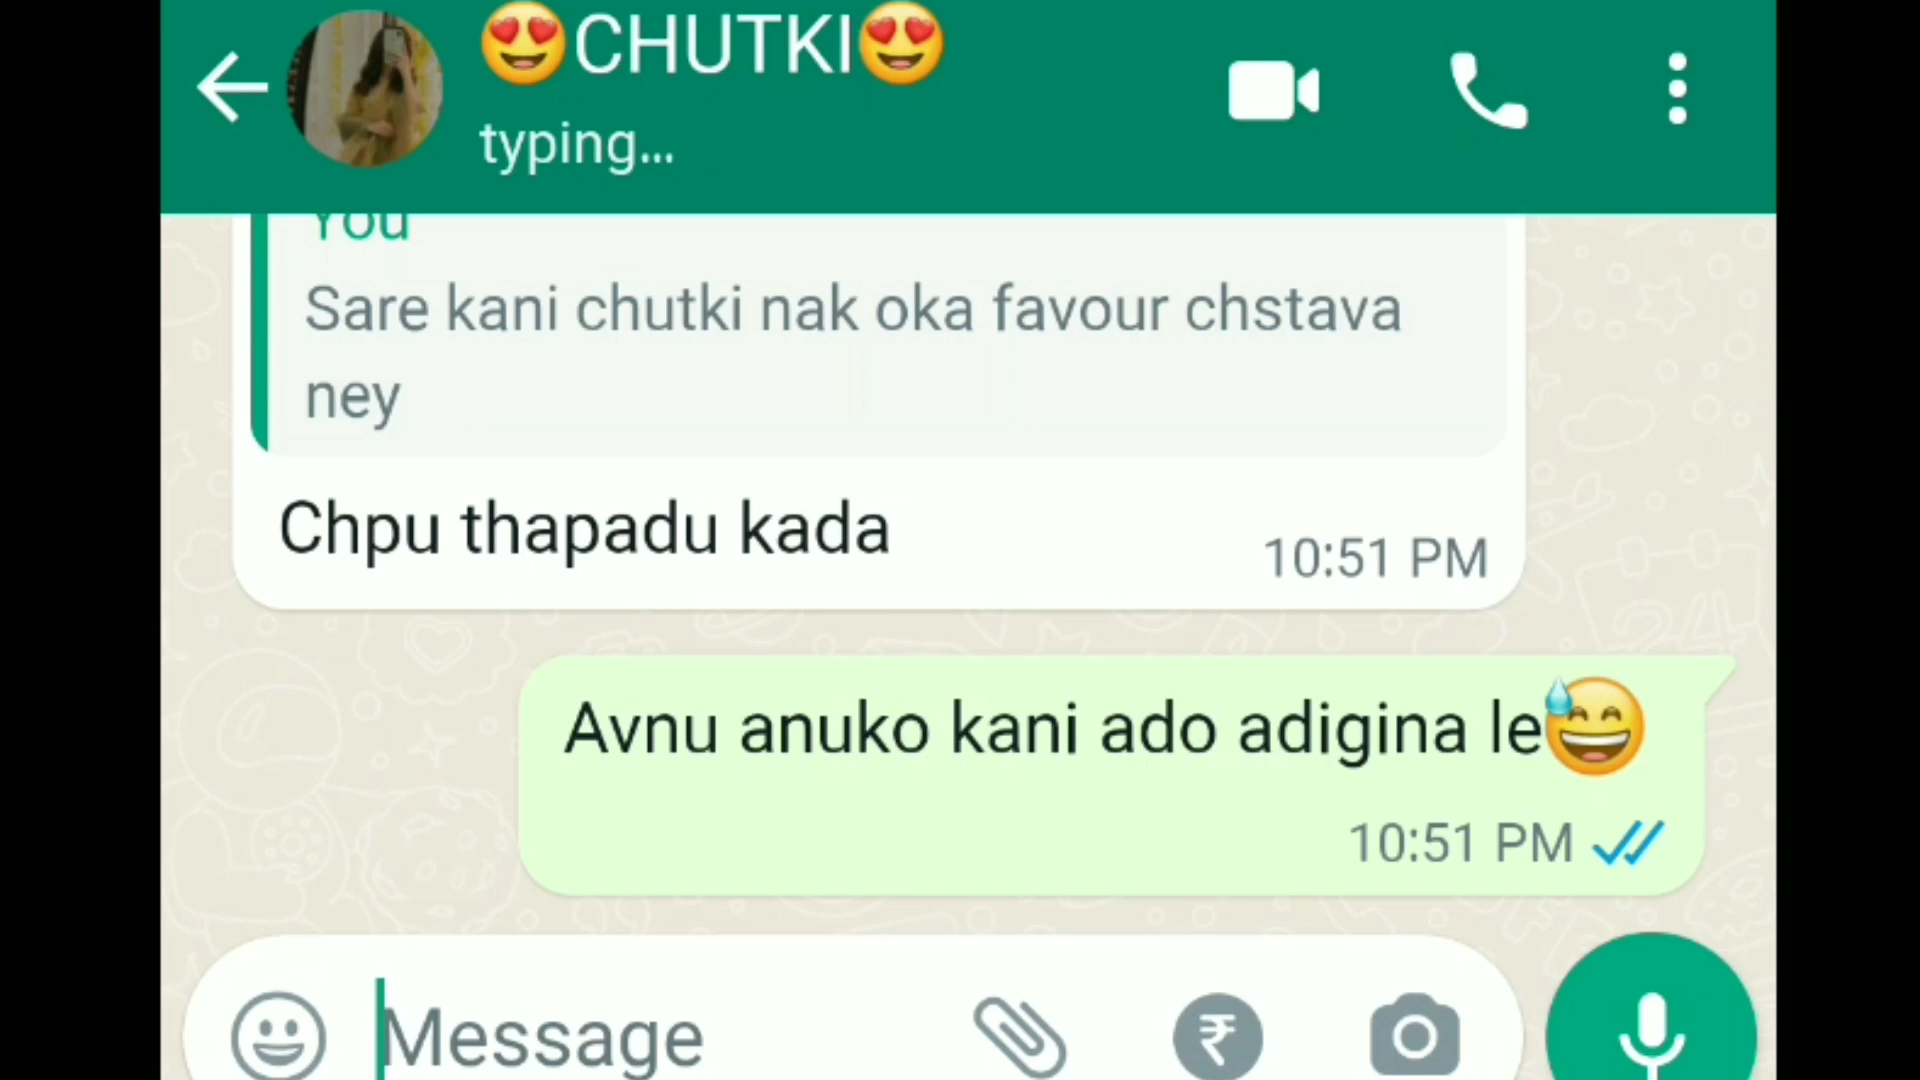 😍CHUTKI😍
typing...
You
Sare kani chutki nak oka favour chstava
ney
Chpu thapadu kada
10:51 PM
Avnu anuko kani ado adigina le😅
10:51 PM
Message